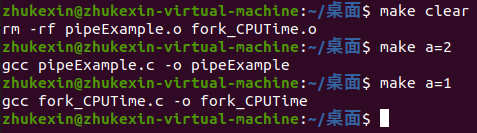 zhukexin@zhukexin-virtual-machine:~/桌面$ make clear
rm -rf pipeExample.o fork_CPUTime.o
zhukexin@zhukexin-virtual-machine:~/桌面$ make a=2
gcc pipeExample.c -o pipeExample
zhukexin@zhukexin-virtual-machine:~/桌面$ make a=1
gcc fork_CPUTime.c -o fork_CPUTime
zhukexin@zhukexin-virtual-machine:~/桌面$